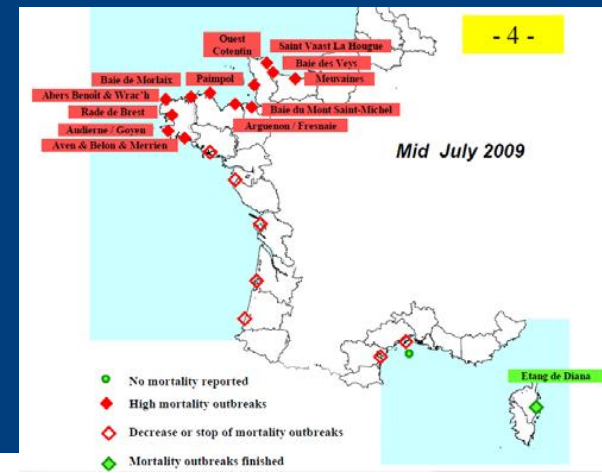 - 4 -
Ouest
Cotentin
Saint Vaast La Hougue
Baie des Veys
Meuvaines
Baie de Morlaix
Paimpol
Abers Benoît & Wrac'h
Baie du Mont Saint-Michel
Rade de Brest
Arguenon / Fresnaie
Audierne / Goyen
Aven & Belon & Merrien
Mid July 2009
No mortality reported
High mortality outbreaks
Decrease or stop of mortality outbreaks
Mortality outbreaks finished
Etang de Diana